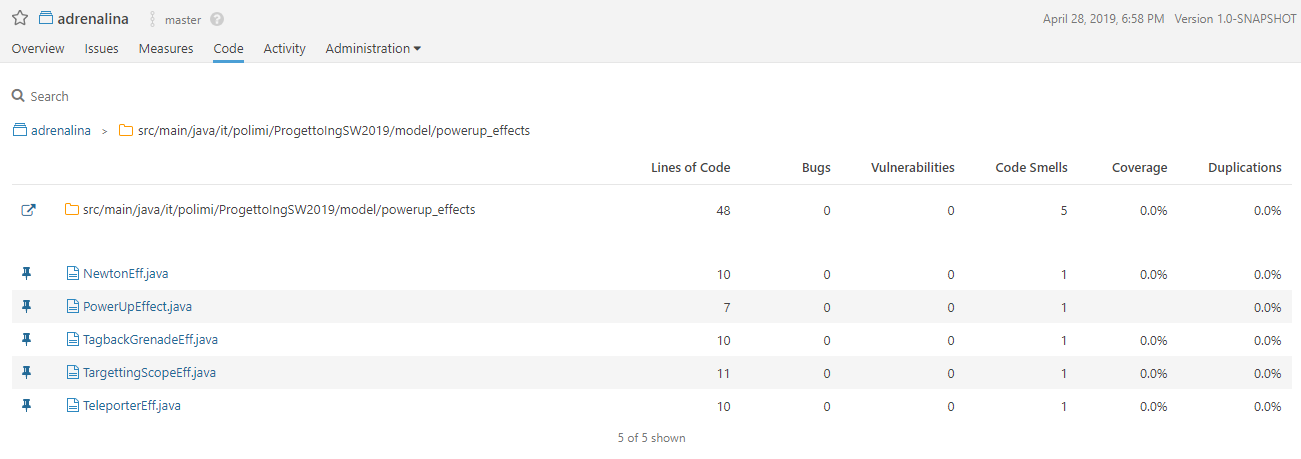 adrenalina master ? April 28, 2019, 6:58 PM Version 1.0-SNAPSHOT
Overview Issues Measures Code Activity Administration
Search
adrenalina > src/main/java/it/polimi/ProgettoIngSW2019/model/powerup_effects
Lines of Code Bugs Vulnerabilities Code Smells Coverage Duplications
src/main/java/it/polimi/ProgettoIngSW2019/model/powerup_effects 48 0 0 5 0.0% 0.0%
NewtonEff.java 10 0 0 1 0.0% 0.0%
PowerUpEffect.java 7 0 0 1 0.0%
TagbackGrenadeEff.java 10 0 0 1 0.0% 0.0%
TargettingScopeEff.java 11 0 0 1 0.0% 0.0%
TeleporterEff.java 10 0 0 1 0.0% 0.0%
5 of 5 shown